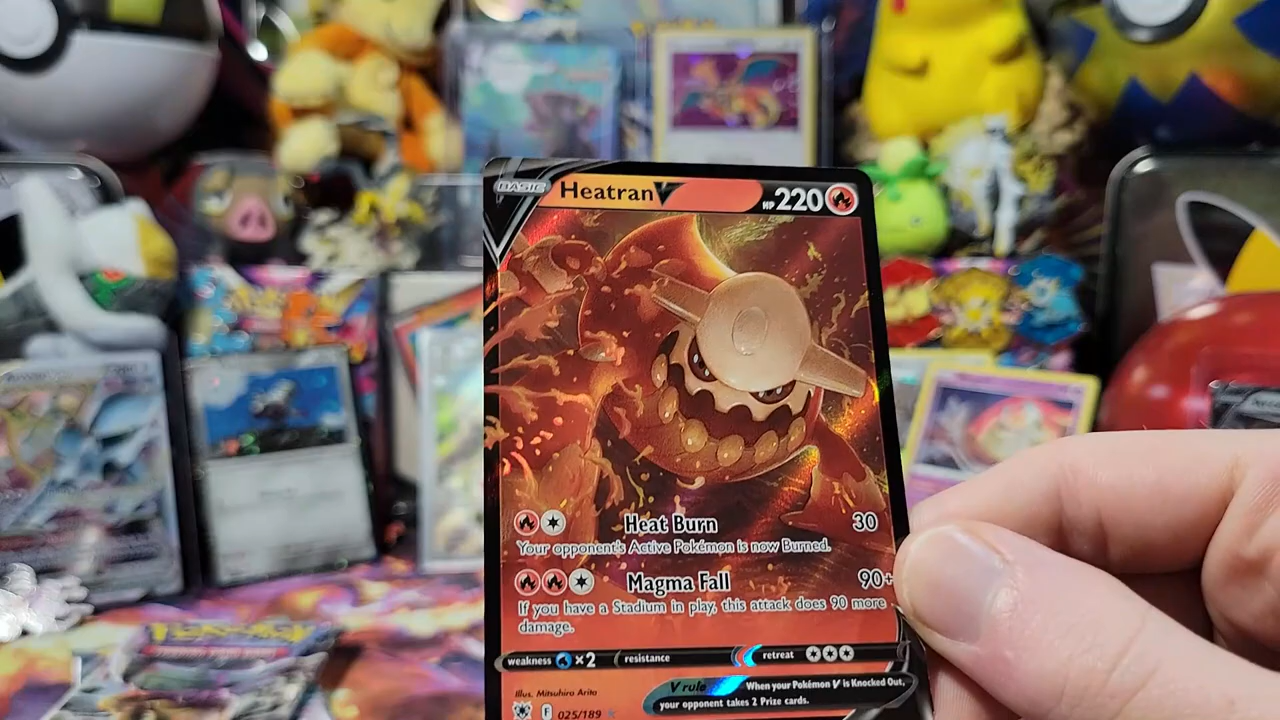 BASIC Heatran V HP 220
Heat Burn 30
Your opponent's Active Pokémon is now Burned.
Magma Fall 90+
If you have a Stadium in play, this attack does 90 more
damage.
weakness ×2 resistance retreat
Illus. Mitsuhiro Arita
V rule When your Pokémon V is Knocked Out,
your opponent takes 2 Prize cards.
F 025/189
POKÉMON